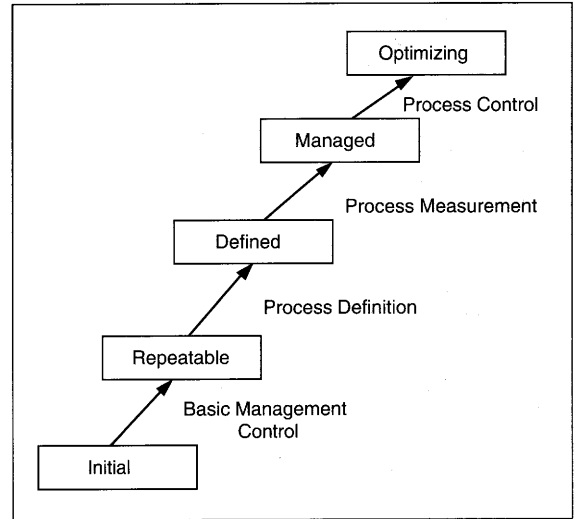 Optimizing
Process Control
Managed
Process Measurement
Defined
Process Definition
Repeatable
Basic Management
Control
Initial